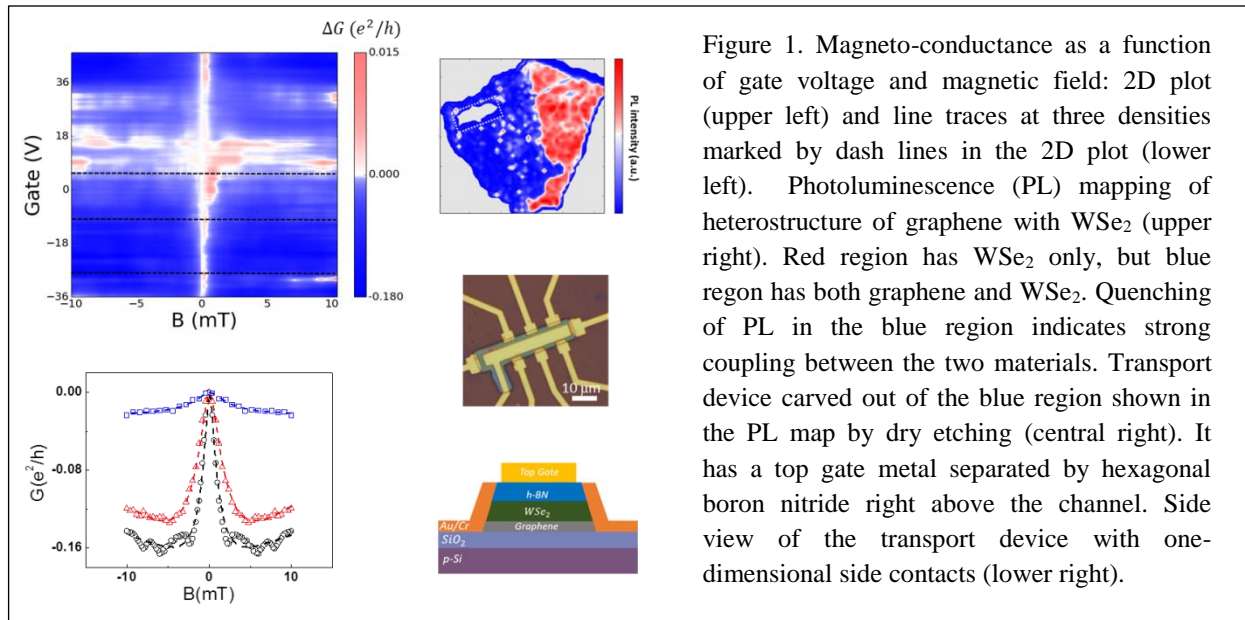 ΔG (e²/h)
0.015
0.000
-0.180
36
18
0
−18
−36
Gate (V)
-10
−5
0
5
10
B (mT)
0.00
-0.08
-0.16
G(e²/h)
-10
0
10
B(mT)
PL intensity (a.u.)
10 μm
Top Gate
h-BN
WSe₂
Graphene
Au/Cr
SiO₂
p-Si
Figure 1. Magneto-conductance as a function
of gate voltage and magnetic field: 2D plot
(upper left) and line traces at three densities
marked by dash lines in the 2D plot (lower
left). Photoluminescence (PL) mapping of
heterostructure of graphene with WSe₂ (upper
right). Red region has WSe₂ only, but blue
regon has both graphene and WSe₂. Quenching
of PL in the blue region indicates strong
coupling between the two materials. Transport
device carved out of the blue region shown in
the PL map by dry etching (central right). It
has a top gate metal separated by hexagonal
boron nitride right above the channel. Side
view of the transport device with one-
dimensional side contacts (lower right).